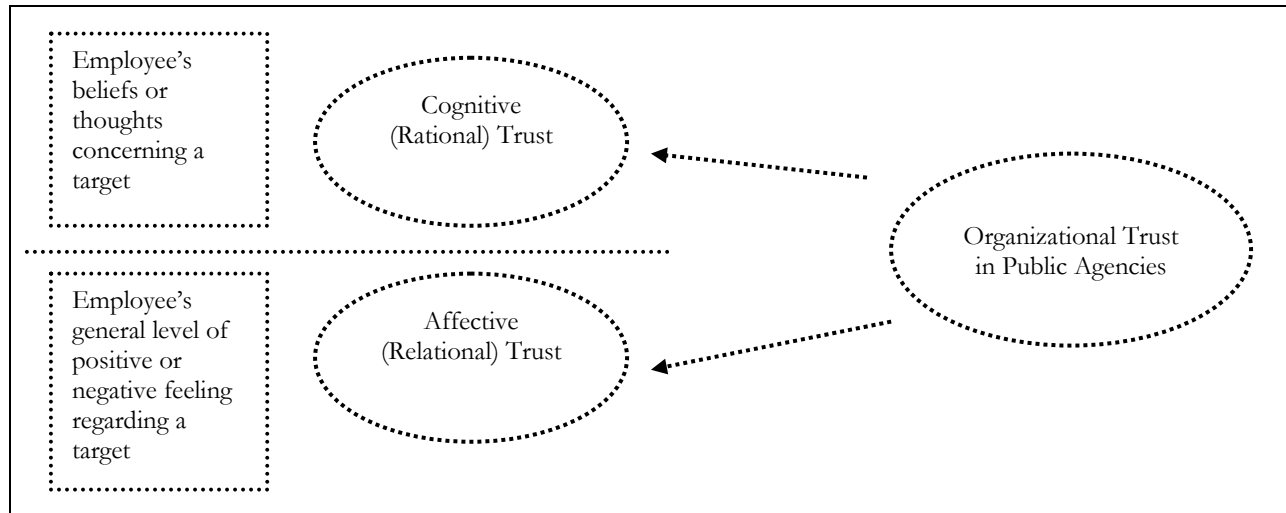 Employee’s
beliefs or
thoughts
concerning a
target
Cognitive
(Rational) Trust
Organizational Trust
in Public Agencies
Employee’s
general level of
positive or
negative feeling
regarding a
target
Affective
(Relational) Trust